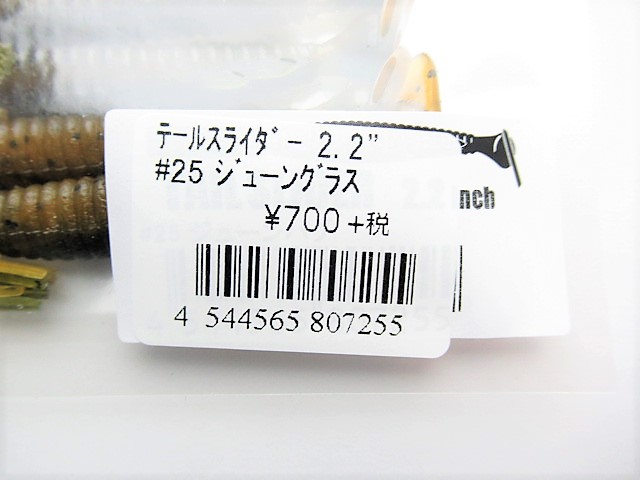 ﾃｰﾙｽﾗｲﾀﾞｰ 2.2"
#25 ｼﾞｭｰﾝｸﾞﾗｽ
¥700+税
4 544565 807255
nch